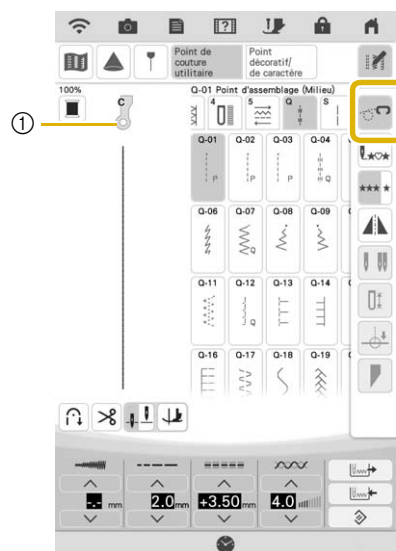 Point de
couture
utilitaire
Point
décoratif/
de caractère
100%
Q-01 Point d'assemblage (Milieu)
C
4
5
Q
S
①
Q-01
Q-02
Q-03
Q-04
P
P
P
Q
Q-06
Q-07
Q-08
Q-09
Q
Q-11
Q-12
Q-13
Q-14
Q
Q-16
Q-17
Q-18
Q-19
-.- mm
2.0 mm
+3.50 mm
4.0